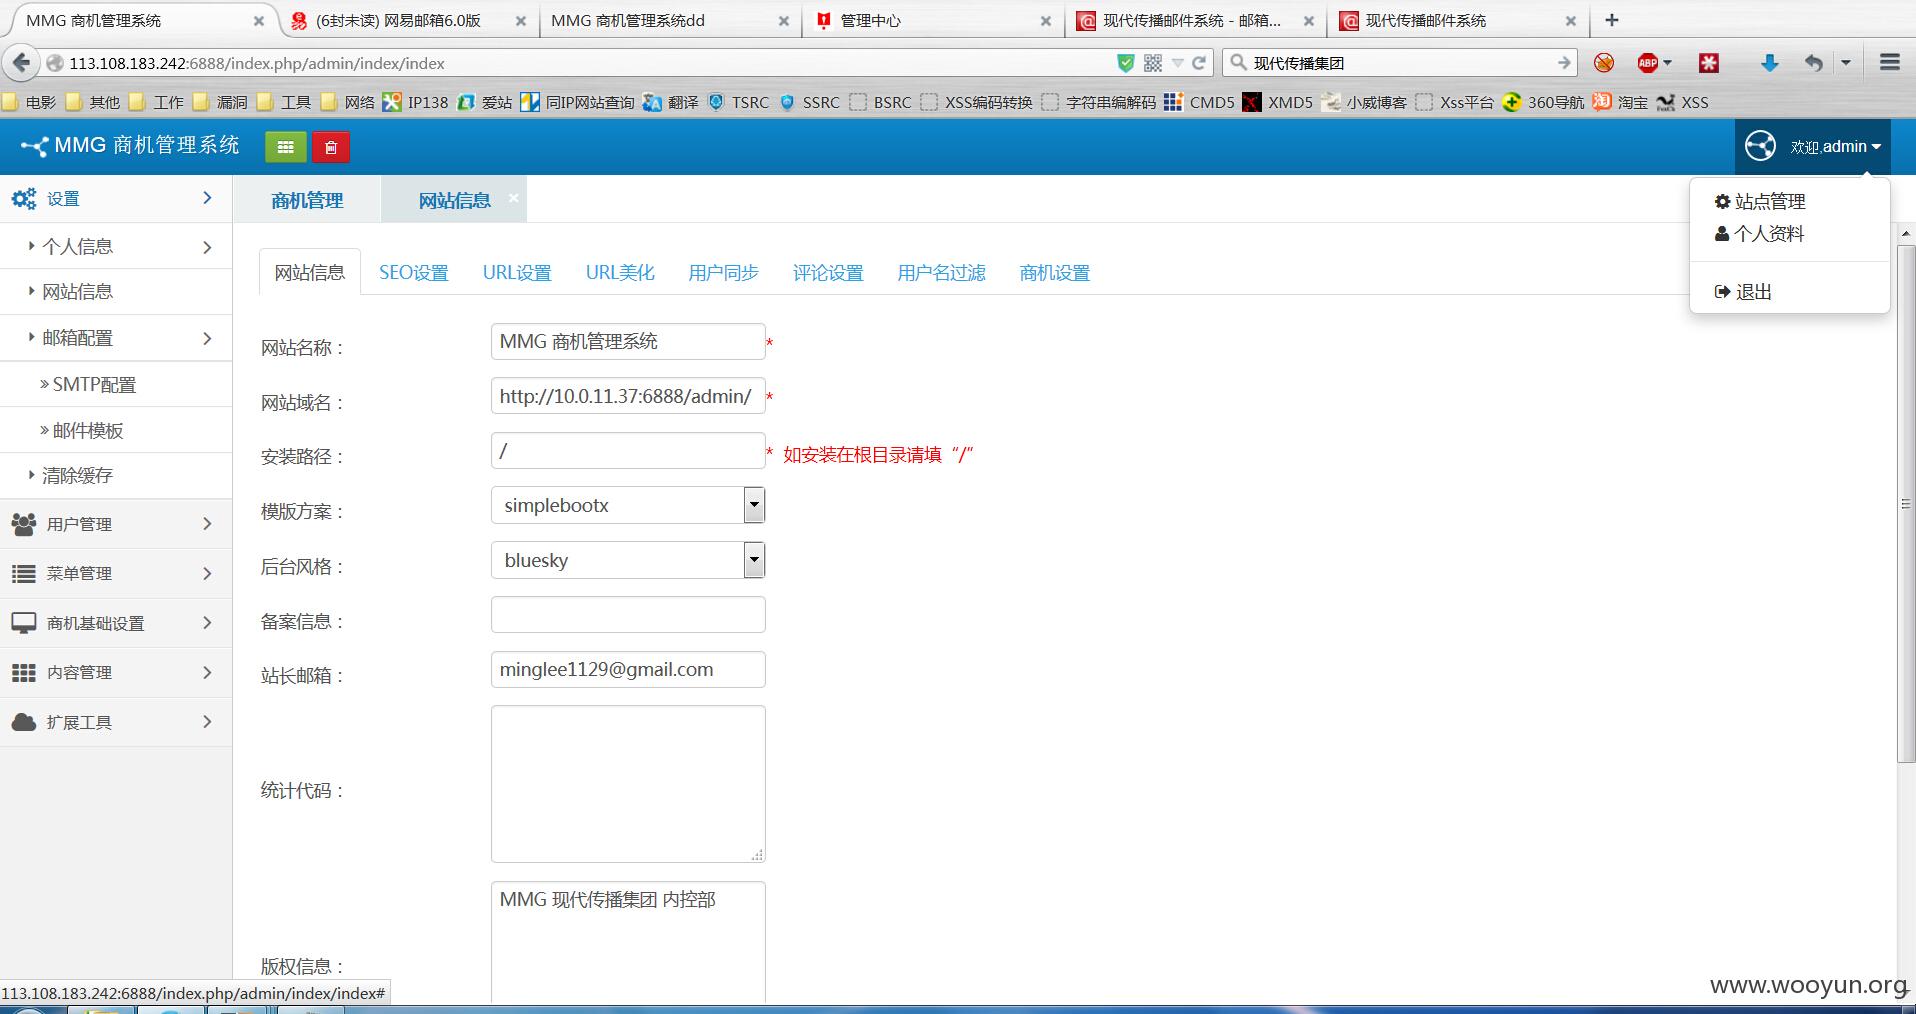 MMG 商机管理系统
(6封未读) 网易邮箱6.0版
MMG 商机管理系统dd
管理中心
现代传播邮件系统 - 邮箱...
现代传播邮件系统
113.108.183.242:6888/index.php/admin/index/index
现代传播集团
ABP
电影 其他 工作 漏洞 工具 网络 IP138 爱站 同IP网站查询 翻译 TSRC SSRC BSRC XSS编码转换 字符串编解码 CMD5 XMD5 小威博客 Xss平台 360导航 淘宝 XSS
MMG 商机管理系统
欢迎,admin
设置
商机管理
网站信息
站点管理
个人资料
退出
个人信息
网站信息
邮箱配置
» SMTP配置
» 邮件模板
清除缓存
用户管理
菜单管理
商机基础设置
内容管理
扩展工具
网站信息 SEO设置 URL设置 URL美化 用户同步 评论设置 用户名过滤 商机设置
网站名称: MMG 商机管理系统 *
网站域名: http://10.0.11.37:6888/admin/ *
安装路径: / * 如安装在根目录请填“/”
模版方案: simplebootx
后台风格: bluesky
备案信息:
站长邮箱: minglee1129@gmail.com
统计代码:
版权信息: MMG 现代传播集团 内控部
113.108.183.242:6888/index.php/admin/index/index#
www.wooyun.org